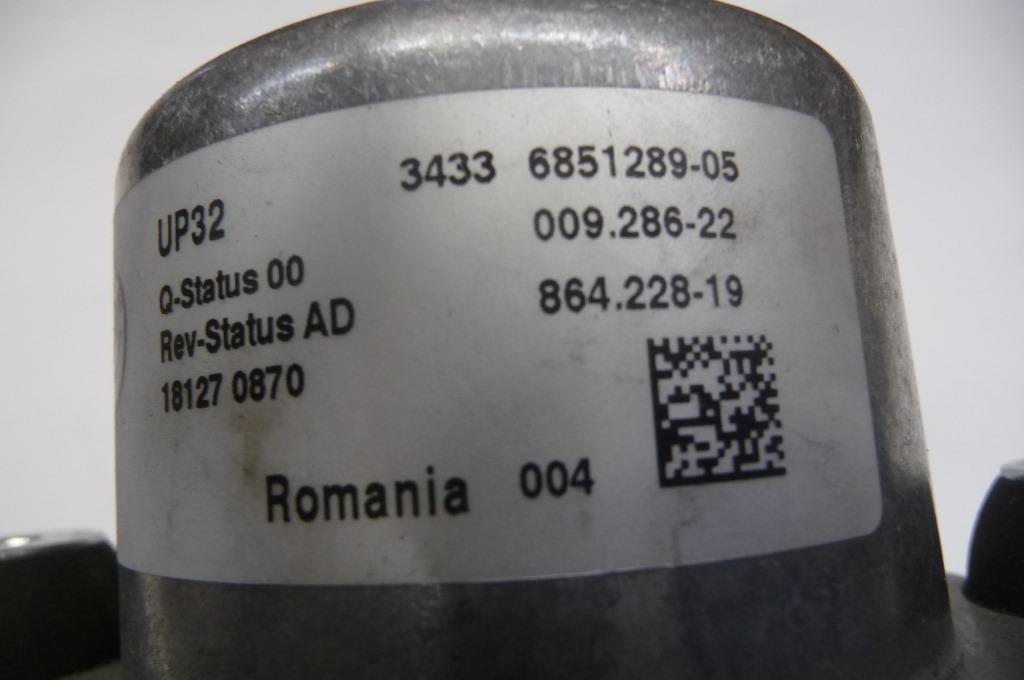 3433 6851289-05
UP32 009.286-22
Q-Status 00 864.228-19
Rev-Status AD
18127 0870
Romania 004